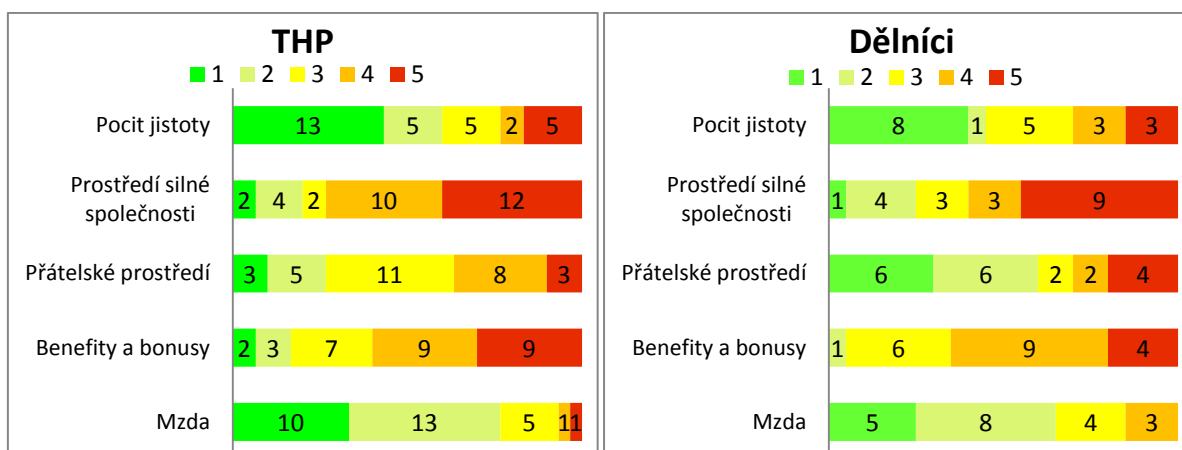 THP
1 2 3 4 5
Pocit jistoty
13 5 5 2 5
Prostředí silné
společnosti
2 4 2 10 12
Přátelské prostředí
3 5 11 8 3
Benefity a bonusy
2 3 7 9 9
Mzda
10 13 5 1 1
Dělníci
1 2 3 4 5
Pocit jistoty
8 1 5 3 3
Prostředí silné
společnosti
1 4 3 3 9
Přátelské prostředí
6 6 2 2 4
Benefity a bonusy
1 6 9 4
Mzda
5 8 4 3